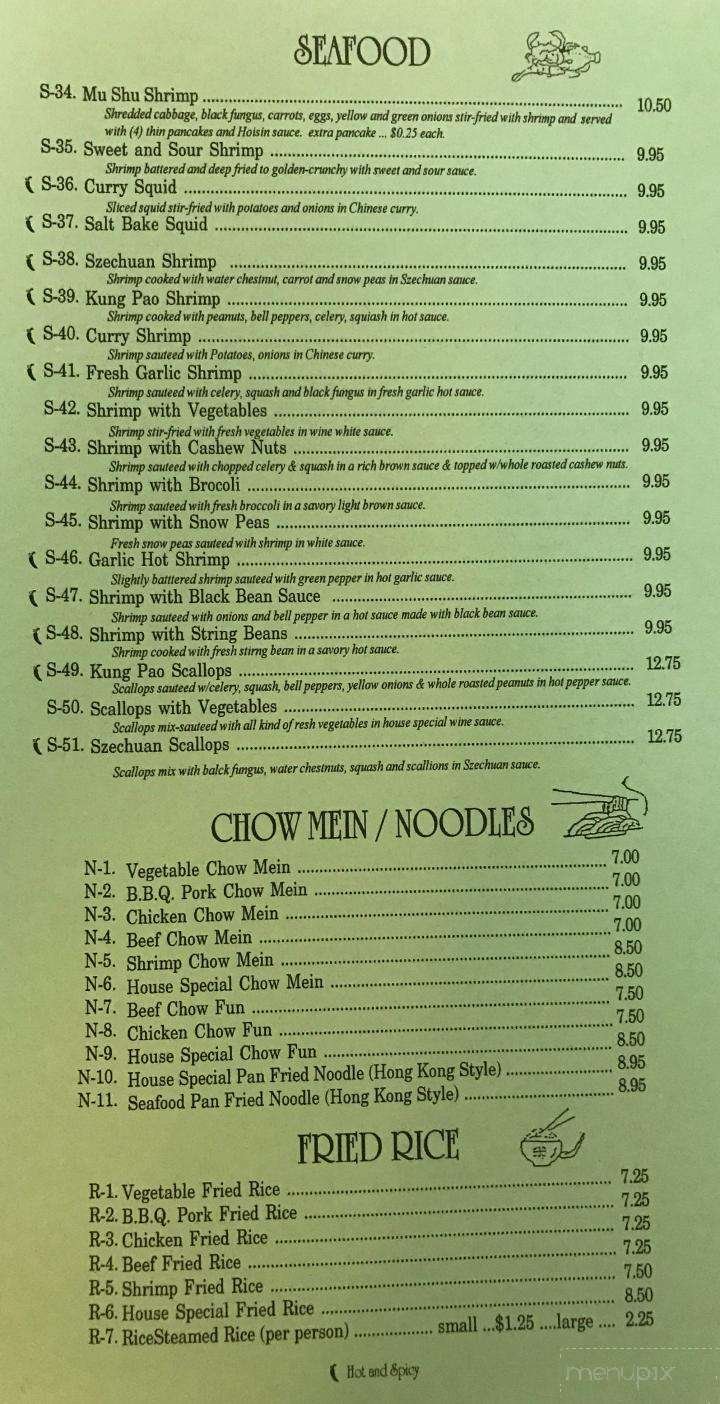 SEAFOOD
S-34. Mu Shu Shrimp ........ 10.50
Shredded cabbage, black fungus, carrots, eggs, yellow and green onions stir-fried with shrimp and served
with (4) thin pancakes and Hoisin sauce. extra pancake ... $0.25 each.
S-35. Sweet and Sour Shrimp ........ 9.95
Shrimp battered and deep fried to golden-crunchy with sweet and sour sauce.
S-36. Curry Squid ........ 9.95
Sliced squid stir-fried with potatoes and onions in Chinese curry.
S-37. Salt Bake Squid ........ 9.95
S-38. Szechuan Shrimp ........ 9.95
Shrimp cooked with water chestnut, carrot and snow peas in Szechuan sauce.
S-39. Kung Pao Shrimp ........ 9.95
Shrimp cooked with peanuts, bell peppers, celery, squiash in hot sauce.
S-40. Curry Shrimp ........ 9.95
Shrimp sauteed with Potatoes, onions in Chinese curry.
S-41. Fresh Garlic Shrimp ........ 9.95
Shrimp sauteed with celery, squash and black fungus in fresh garlic hot sauce.
S-42. Shrimp with Vegetables ........ 9.95
Shrimp stir-fried with fresh vegetables in wine white sauce.
S-43. Shrimp with Cashew Nuts ........ 9.95
Shrimp sauteed with chopped celery & squash in a rich brown sauce & topped w/whole roasted cashew nuts.
S-44. Shrimp with Brocoli ........ 9.95
Shrimp sauteed with fresh broccoli in a savory light brown sauce.
S-45. Shrimp with Snow Peas ........ 9.95
Fresh snow peas sauteed with shrimp in white sauce.
S-46. Garlic Hot Shrimp ........ 9.95
Slightly batttered shrimp sauteed with green pepper in hot garlic sauce.
S-47. Shrimp with Black Bean Sauce ........ 9.95
Shrimp sauteed with onions and bell pepper in a hot sauce made with black bean sauce.
S-48. Shrimp with String Beans ........ 9.95
Shrimp cooked with fresh stirng bean in a savory hot sauce.
S-49. Kung Pao Scallops ........ 12.75
Scallops sauteed w/celery, squash, bell peppers, yellow onions & whole roasted peanuts in hot pepper sauce.
S-50. Scallops with Vegetables ........ 12.75
Scallops mix-sauteed with all kind of resh vegetables in house special wine sauce.
S-51. Szechuan Scallops ........ 12.75
Scallops mix with balck fungus, water chestnuts, squash and scallions in Szechuan sauce.
CHOW MEIN / NOODLES
N-1. Vegetable Chow Mein ........ 7.00
N-2. B.B.Q. Pork Chow Mein ........ 7.00
N-3. Chicken Chow Mein ........ 7.00
N-4. Beef Chow Mein ........ 7.00
N-5. Shrimp Chow Mein ........ 8.50
N-6. House Special Chow Mein ........ 8.50
N-7. Beef Chow Fun ........ 7.50
N-8. Chicken Chow Fun ........ 7.50
N-9. House Special Chow Fun ........ 8.50
N-10. House Special Pan Fried Noodle (Hong Kong Style) ........ 8.95
N-11. Seafood Pan Fried Noodle (Hong Kong Style) ........ 8.95
FRIED RICE
R-1. Vegetable Fried Rice ........ 7.25
R-2. B.B.Q. Pork Fried Rice ........ 7.25
R-3. Chicken Fried Rice ........ 7.25
R-4. Beef Fried Rice ........ 7.25
R-5. Shrimp Fried Rice ........ 7.50
R-6. House Special Fried Rice ........ 8.50
R-7. RiceSteamed Rice (per person) ........ small ...$1.25 ....large .... 2.25
Hot and Spicy
menupix